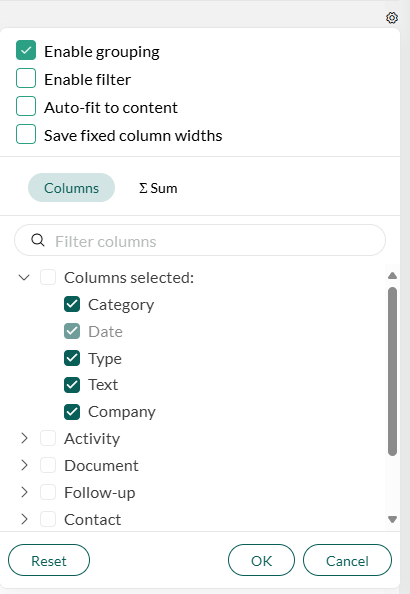 Enable grouping
Enable filter
Auto-fit to content
Save fixed column widths
Columns Σ Sum
Filter columns
Columns selected:
Category
Date
Type
Text
Company
Activity
Document
Follow-up
Contact
Reset OK Cancel